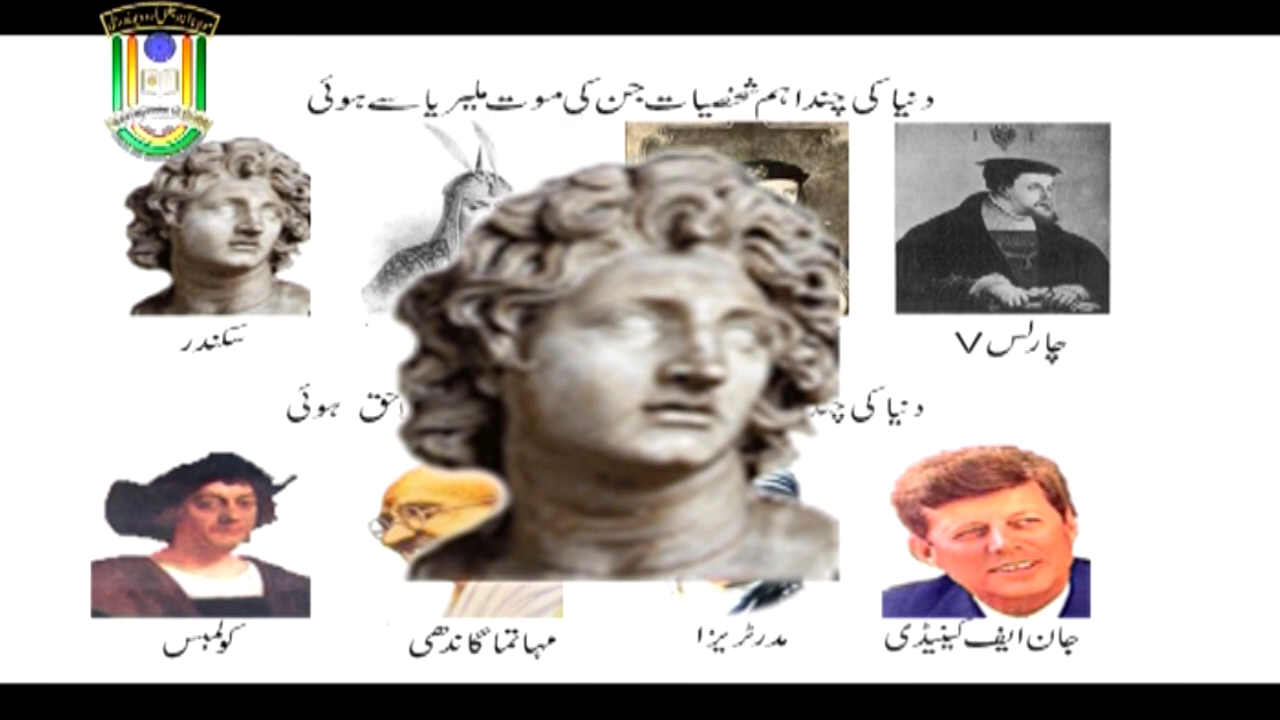 دنیا کی چند اہم شخصیات جن کی موت ملیریا سے ہوئی
چارلس V
سکندر
دنیا کی چند
ہوئی
جان ایف کینیڈی
مدر ٹریزا
مہاتما گاندھی
کولمبس